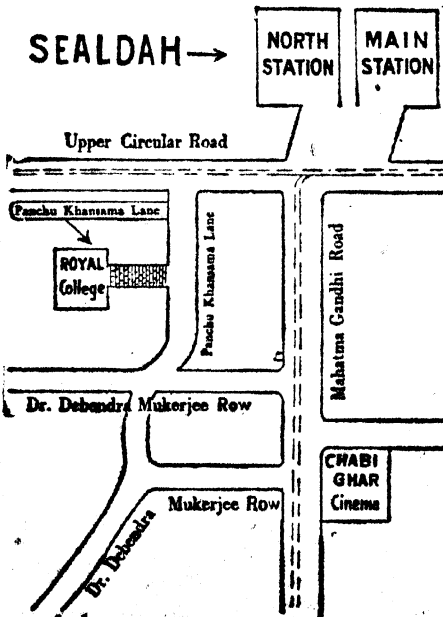 SEALDAH
NORTH
STATION
MAIN
STATION
Upper Circular Road
Panchu Khansama Lane
ROYAL
College
Panchu Khansama Lane
Mahatma Gandhi Road
Dr. Debendra Mukerjee Row
CHABI
GHAR
Cinema
Mukerjee Row
Dr. Debendra